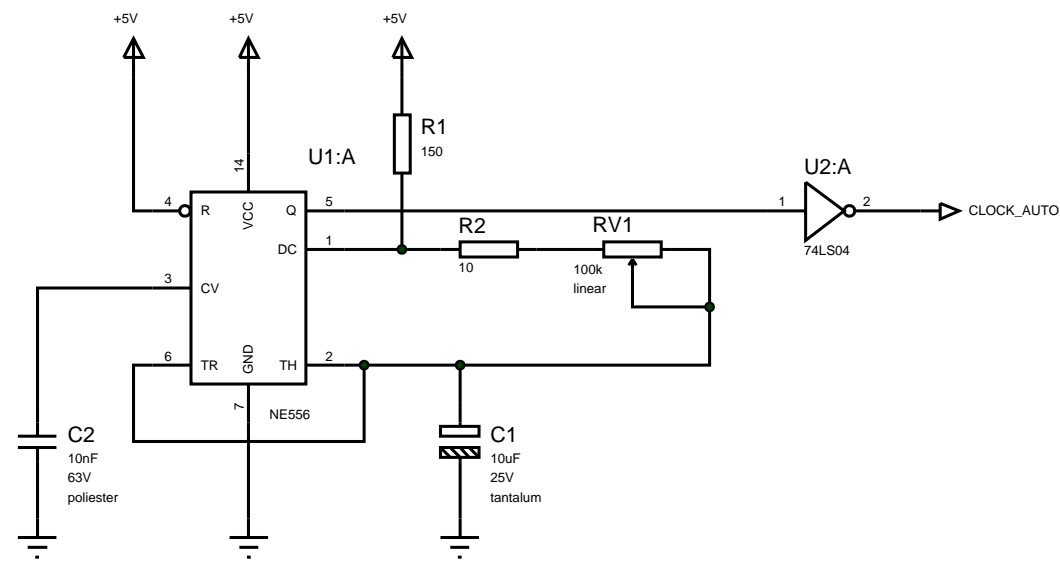 +5V
+5V
+5V
R1
150
U1:A
14
U2:A
4
R
VCC
Q
5
1
2
CLOCK_AUTO
DC
1
R2
10
RV1
100k
linear
74LS04
3
CV
6
TR
GND
TH
2
7
NE556
C2
10nF
63V
poliester
C1
10uF
25V
tantalum